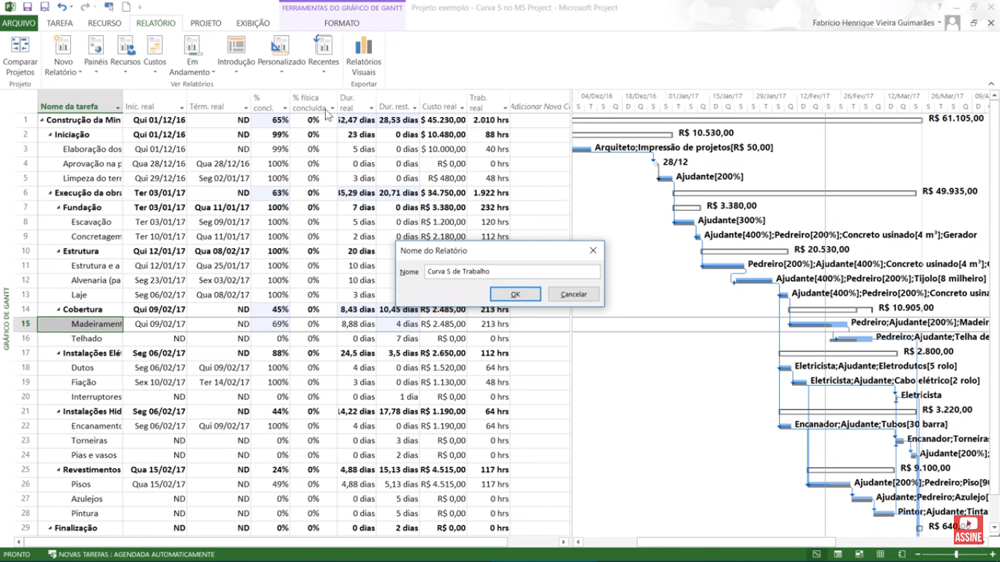 FERRAMENTAS DO GRÁFICO DE GANTT
Projeto exemplo - Curva S no MS Project - Microsoft Project
ARQUIVO TAREFA RECURSO RELATÓRIO PROJETO EXIBIÇÃO FORMATO
Fabrício Henrique Vieira Guimarães
Comparar Projetos
Novo Relatório
Painéis
Recursos
Custos
Em Andamento
Introdução
Personalizado
Recentes
Relatórios Visuais
Projeto Ver Relatórios Exportar
Nome da tarefa Iníc. real Térm. real % concl. % física concluída Dur. real Dur. rest. Custo real Trab. real Adicionar Nova Co
04/Dez/16 18/Dez/16 01/Jan/17 15/Jan/17 29/Jan/17 12/Fev/17 26/Fev/17 12/Mar/17 26/Mar/17 09/A
S T Q S D S T Q S D S T Q S D S T Q S D S T Q S D
1 Construção da Min Qui 01/12/16 ND 65% 0% 52,47 dias 28,53 dias $ 45.230,00 2.010 hrs R$ 61.105,00
2 Iniciação Qui 01/12/16 ND 99% 0% 23 dias 0 dias $ 10.480,00 88 hrs R$ 10.530,00
3 Elaboração dos Qui 01/12/16 ND 99% 0% 5 dias 0 dias $ 10.000,00 40 hrs Arquiteto;Impressão de projetos[R$ 50,00]
4 Aprovação na p Qua 28/12/16 Qua 28/12/16 100% 0% 0 dias 0 dias R$ 0,00 0 hrs 28/12
5 Limpeza do terr Qui 29/12/16 Seg 02/01/17 100% 0% 3 dias 0 dias R$ 480,00 48 hrs Ajudante[200%]
6 Execução da obra Ter 03/01/17 ND 63% 0% 35,29 dias 20,71 dias $ 34.750,00 1.922 hrs R$ 49.935,00
7 Fundação Ter 03/01/17 Qua 11/01/17 100% 0% 7 dias 0 dias R$ 3.380,00 232 hrs R$ 3.380,00
8 Escavação Ter 03/01/17 Seg 09/01/17 100% 0% 5 dias 0 dias R$ 1.200,00 120 hrs Ajudante[300%]
9 Concretagem Ter 10/01/17 Qua 11/01/17 100% 0% 2 dias 0 dias R$ 2.180,00 112 hrs Ajudante[400%];Pedreiro[200%];Concreto usinado[4 m³];Gerador
10 Estrutura Qui 12/01/17 Qua 08/02/17 100% 0% 20 dias R$ 20.530,00
11 Estrutura e a Qui 12/01/17 Qua 25/01/17 100% 0% 10 dias Pedreiro[200%];Ajudante[400%];Concreto usinado[4 m³];G
12 Alvenaria (pa Seg 23/01/17 Sex 03/02/17 100% 0% 10 dias Ajudante[400%];Pedreiro[200%];Tijolo[8 milheiro]
13 Laje Seg 23/01/17 Qua 08/02/17 100% 0% 3 dias Ajudante[400%];Pedreiro[200%];Concreto usina
14 Cobertura Qui 09/02/17 ND 45% 0% 8,43 dias 10,45 dias R$ 2.485,00 213 hrs R$ 10.905,00
15 Madeirament Qui 09/02/17 ND 69% 0% 8,88 dias 4 dias R$ 2.485,00 213 hrs Pedreiro;Ajudante[200%];Madeir
16 Telhado ND ND 0% 0% 0 dias 7 dias R$ 0,00 0 hrs Pedreiro;Ajudante;Telha de
17 Instalações Elét Seg 06/02/17 ND 88% 0% 24,5 dias 3,5 dias R$ 2.650,00 112 hrs R$ 2.800,00
18 Dutos Seg 06/02/17 Qui 09/02/17 100% 0% 4 dias 0 dias R$ 1.520,00 64 hrs Eletricista;Ajudante;Eletrodutos[5 rolo]
19 Fiação Sex 10/02/17 Ter 14/02/17 100% 0% 3 dias 0 dias R$ 1.130,00 48 hrs Eletricista;Ajudante;Cabo elétrico[2 rolo]
20 Interruptores ND ND 0% 0% 0 dias 1 dia R$ 0,00 0 hrs Eletricista
21 Instalações Hid Seg 06/02/17 ND 44% 0% 14,22 dias 17,78 dias R$ 1.190,00 64 hrs R$ 3.220,00
22 Encanamento Seg 06/02/17 Qui 09/02/17 100% 0% 4 dias 0 dias R$ 1.190,00 64 hrs Encanador;Ajudante;Tubos[30 barra]
23 Torneiras ND ND 0% 0% 0 dias 3 dias R$ 0,00 0 hrs Encanador;Torneiras
24 Pias e vasos ND ND 0% 0% 0 dias 2 dias R$ 0,00 0 hrs Ajudante[200%];
25 Revestimentos Qua 15/02/17 ND 24% 0% 4,88 dias 15,13 dias R$ 4.515,00 117 hrs R$ 9.100,00
26 Pisos Qua 15/02/17 ND 49% 0% 4,88 dias 5,13 dias R$ 4.515,00 117 hrs Ajudante[200%];Pedreiro;Piso[90
27 Azulejos ND ND 0% 0% 0 dias 5 dias R$ 0,00 0 hrs Ajudante;Pedreiro;Azulejo[
28 Pintura ND ND 0% 0% 0 dias 5 dias R$ 0,00 0 hrs Pintor;Ajudante;Tinta
29 Finalização ND ND 0% 0% 0 dias 2 dias R$ 0,00 0 hrs R$ 640,00
Nome do Relatório
Nome Curva S de Trabalho
OK Cancelar
GRÁFICO DE GANTT
ASSINE
PRONTO NOVAS TAREFAS : AGENDADA AUTOMATICAMENTE